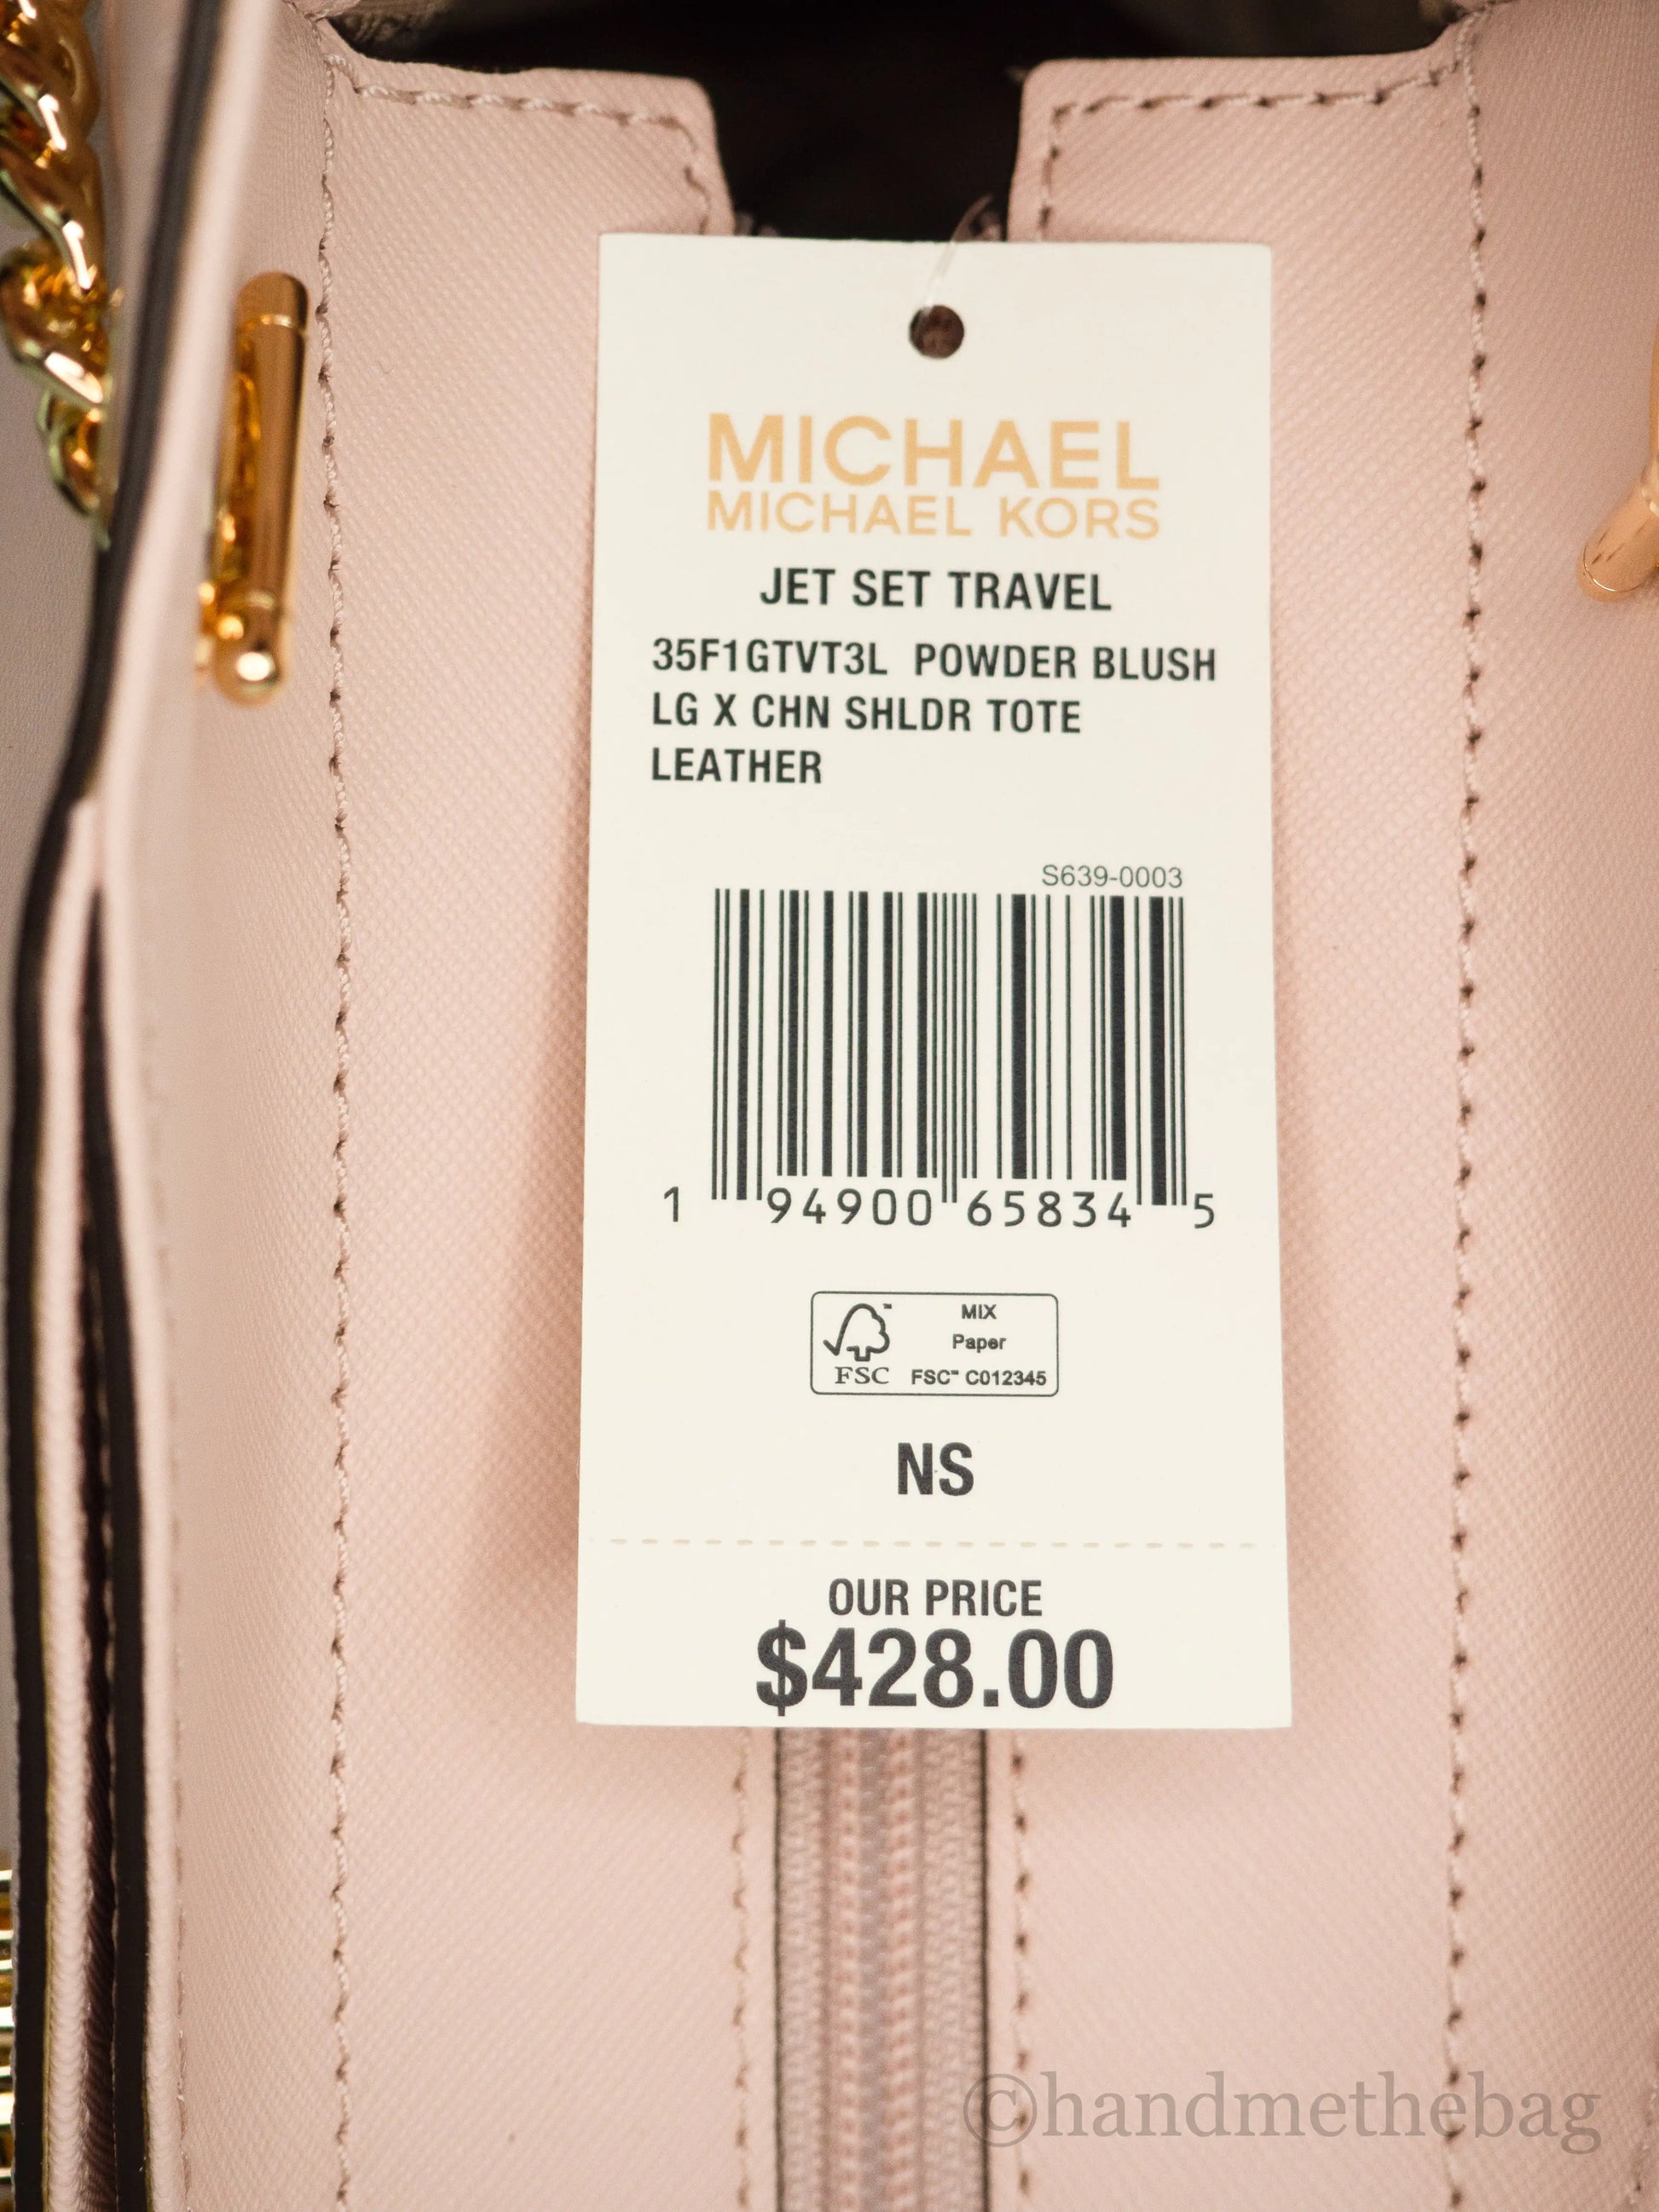 MICHAEL
MICHAEL KORS
JET SET TRAVEL
35F1GTVT3L POWDER BLUSH
LG X CHN SHLDR TOTE
LEATHER
S639-0003
1 94900 65834 5
MIX
Paper
FSC™ C012345
FSC
NS
OUR PRICE
$428.00
©handmethebag